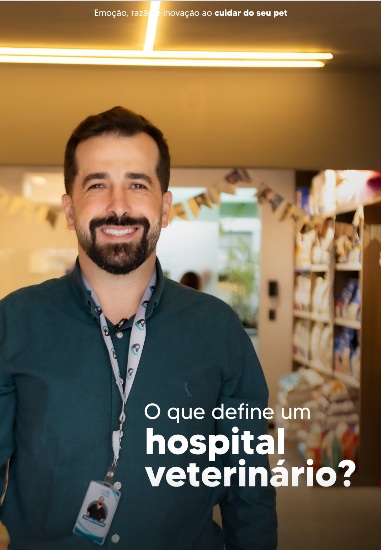 Emoção, razão e inovação ao cuidar do seu pet
O que define um
hospital
veterinário?